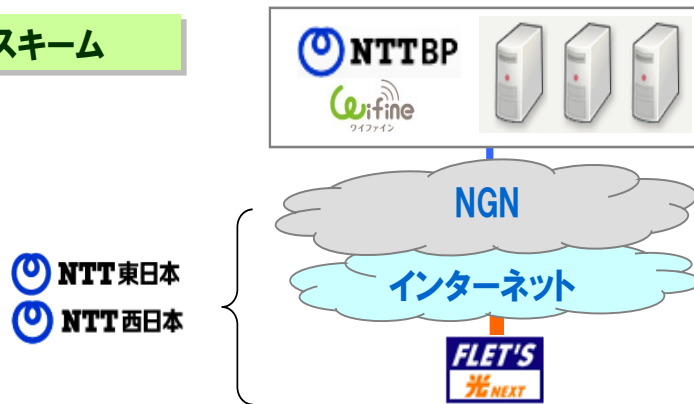 スキーム
NTTBP
Wifine
ワイファイン
NGN
インターネット
NTT東日本
NTT西日本
FLET'S
光NEXT